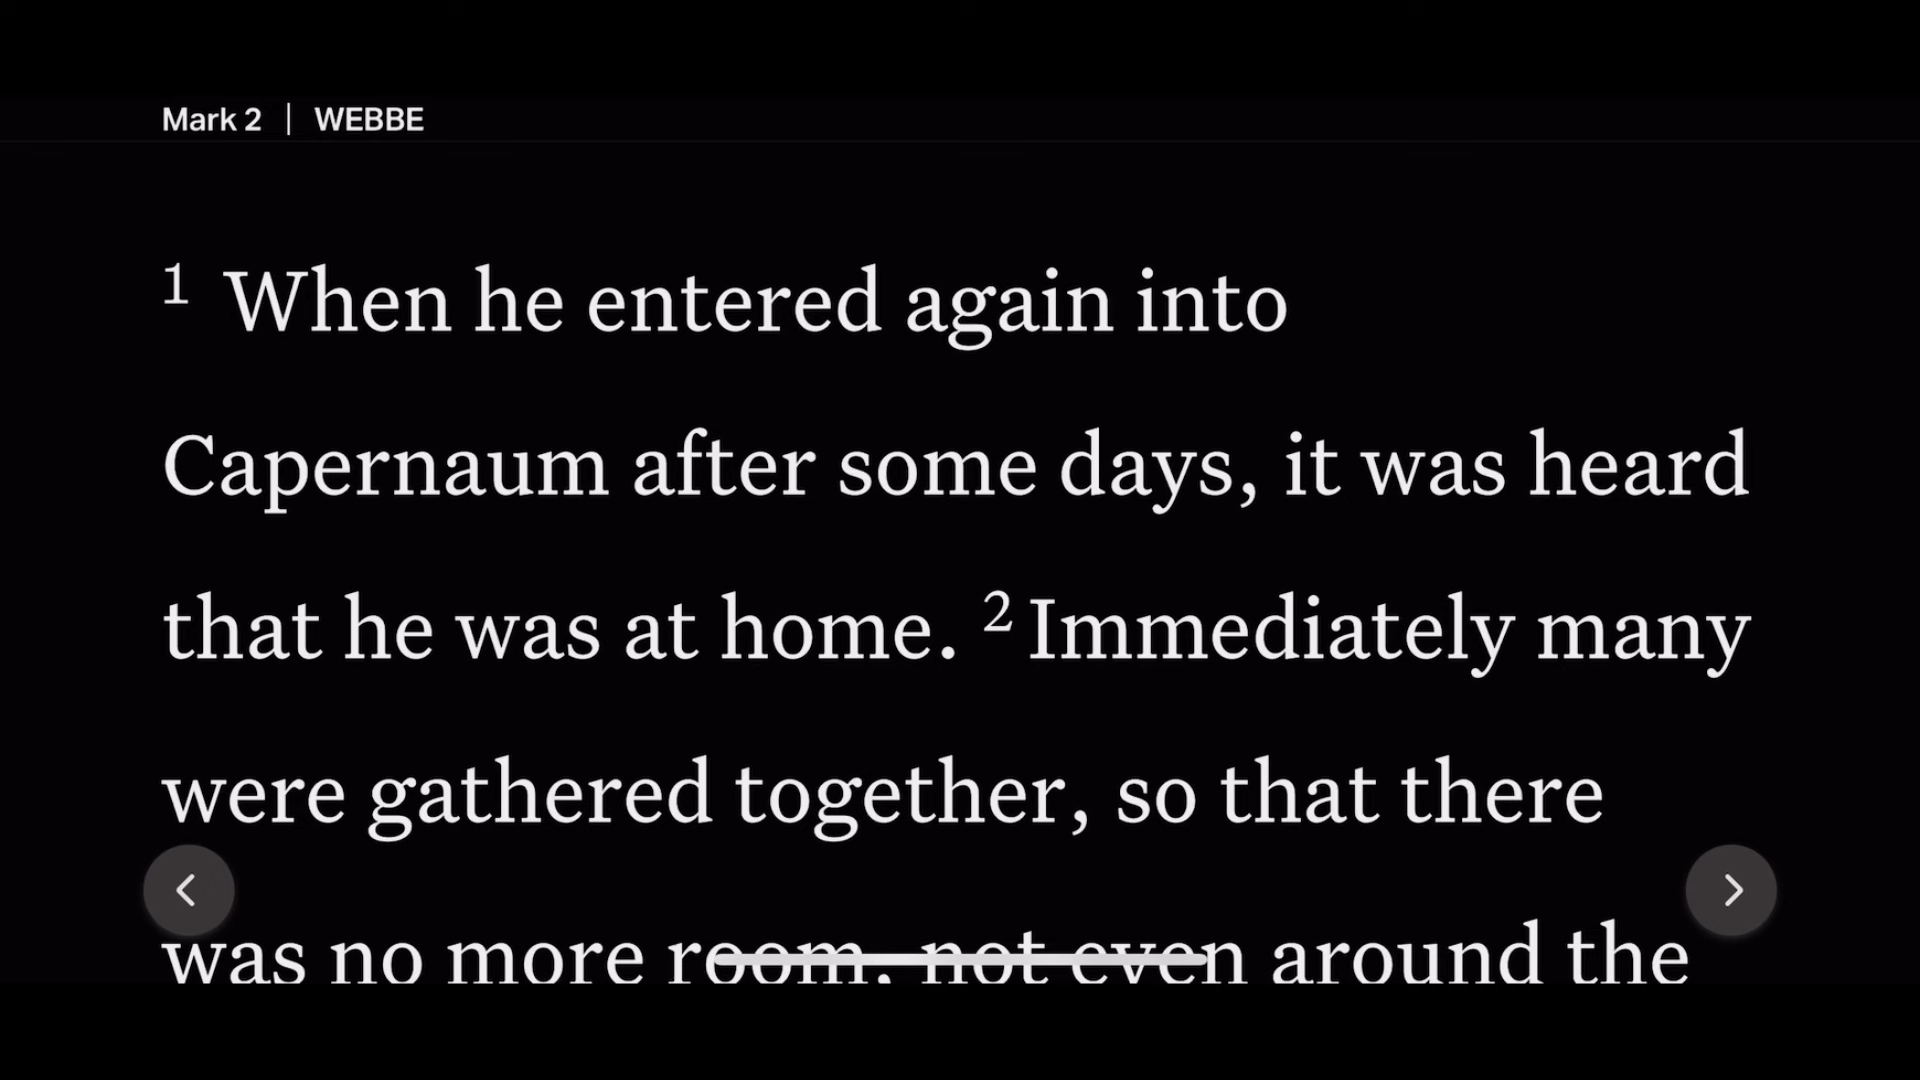 Mark 2 | WEBBE
1 When he entered again into
Capernaum after some days, it was heard
that he was at home. 2 Immediately many
were gathered together, so that there
was no more room, not even around the